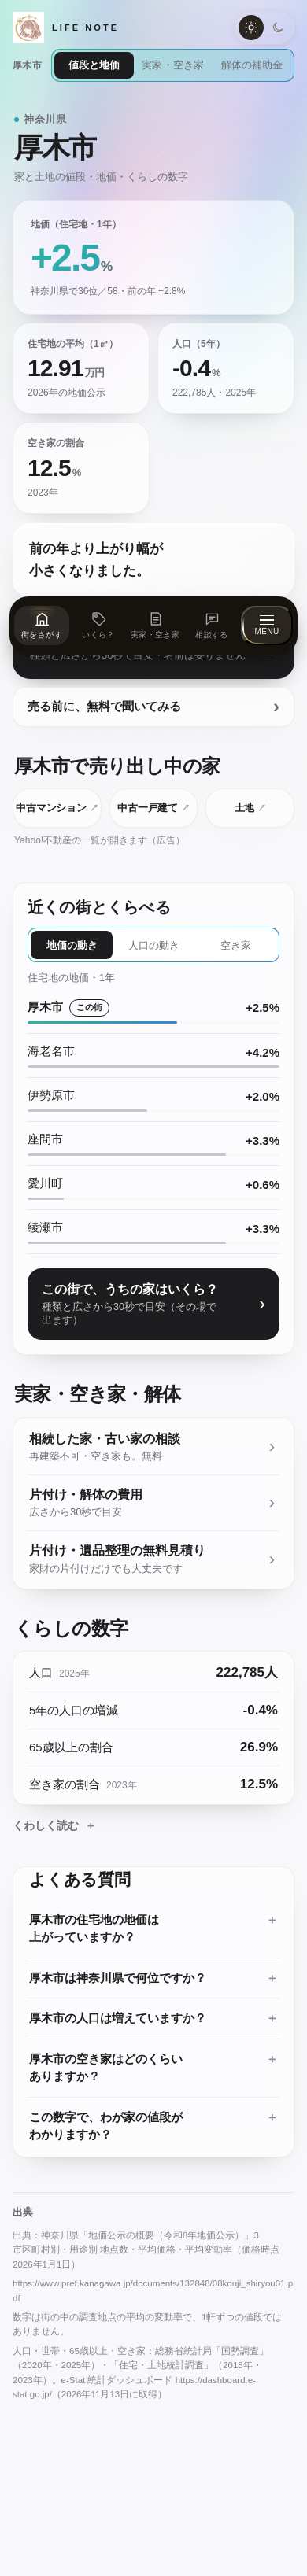 LIFE NOTE
厚木市
値段と地価
実家・空き家
解体の補助金
神奈川県
厚木市
家と土地の値段・地価・くらしの数字
地価（住宅地・1年）
+2.5%
神奈川県で36位／58・前の年 +2.8%
住宅地の平均（1㎡）
12.91万円
2026年の地価公示
人口（5年）
-0.4%
222,785人・2025年
空き家の割合
12.5%
2023年
前の年より上がり幅が
小さくなりました。
街をさがす
いくら？
実家・空き家
相談する
MENU
種類と広さから30秒で目安・名前は要りません
売る前に、無料で聞いてみる ›
厚木市で売り出し中の家
中古マンション ↗
中古一戸建て ↗
土地 ↗
Yahoo!不動産の一覧が開きます（広告）
近くの街とくらべる
地価の動き
人口の動き
空き家
住宅地の地価・1年
厚木市 この街 +2.5%
海老名市 +4.2%
伊勢原市 +2.0%
座間市 +3.3%
愛川町 +0.6%
綾瀬市 +3.3%
この街で、うちの家はいくら？
種類と広さから30秒で目安（その場で
出ます） ›
実家・空き家・解体
相続した家・古い家の相談
再建築不可・空き家も。無料 ›
片付け・解体の費用
広さから30秒で目安 ›
片付け・遺品整理の無料見積り
家財の片付けだけでも大丈夫です ›
くらしの数字
人口 2025年 222,785人
5年の人口の増減 -0.4%
65歳以上の割合 26.9%
空き家の割合 2023年 12.5%
くわしく読む +
よくある質問
厚木市の住宅地の地価は +
上がっていますか？
厚木市は神奈川県で何位ですか？ +
厚木市の人口は増えていますか？ +
厚木市の空き家はどのくらい +
ありますか？
この数字で、わが家の値段が +
わかりますか？
出典
出典：神奈川県「地価公示の概要（令和8年地価公示）」3
市区町村別・用途別 地点数・平均価格・平均変動率（価格時点
2026年1月1日）
https://www.pref.kanagawa.jp/documents/132848/08kouji_shiryou01.p
df
数字は街の中の調査地点の平均の変動率で、1軒ずつの値段では
ありません。
人口・世帯・65歳以上・空き家：総務省統計局「国勢調査」
（2020年・2025年）・「住宅・土地統計調査」（2018年・
2023年）。e-Stat 統計ダッシュボード https://dashboard.e-
stat.go.jp/（2026年11月13日に取得）